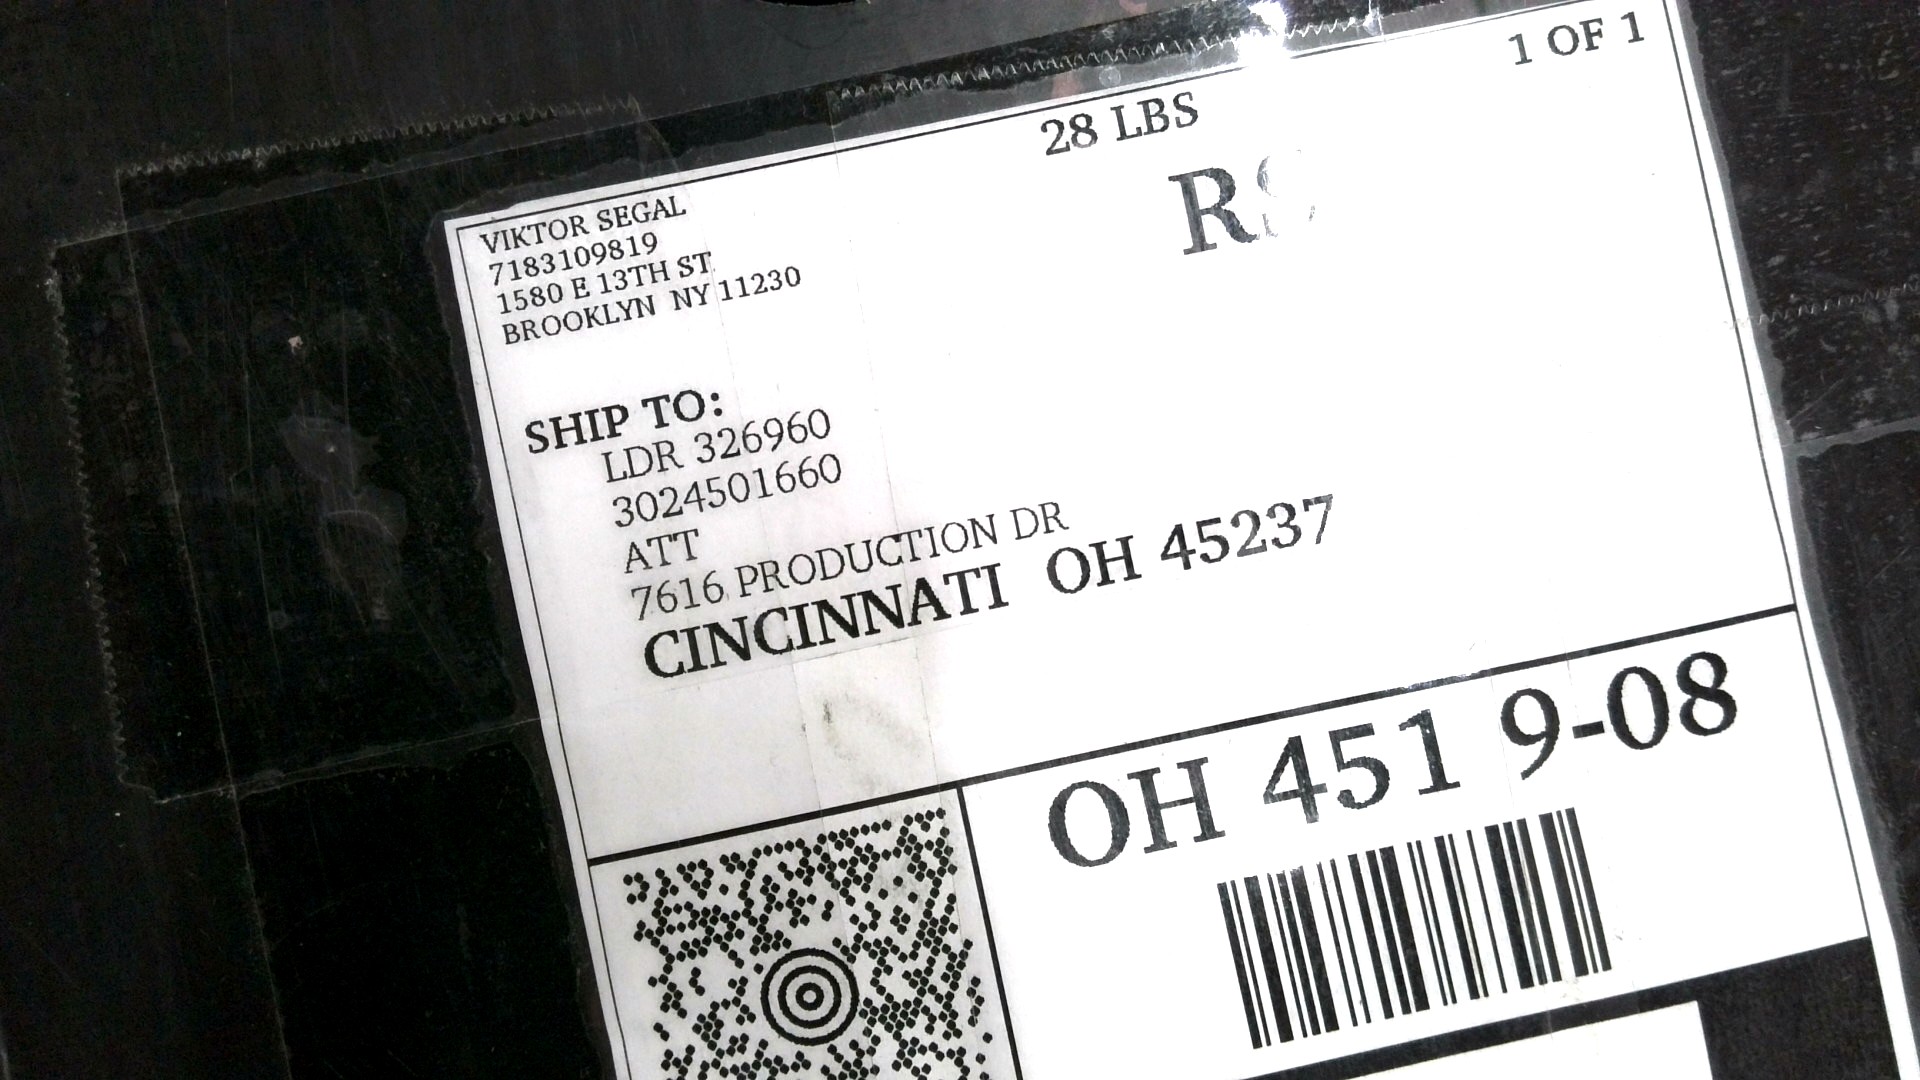 1 OF 1
28 LBS
VIKTOR SEGAL
7183109819
1580 E 13TH ST
BROOKLYN NY 11230
SHIP TO:
LDR 326960
3024501660
ATT
7616 PRODUCTION DR
CINCINNATI OH 45237
OH 451 9-08